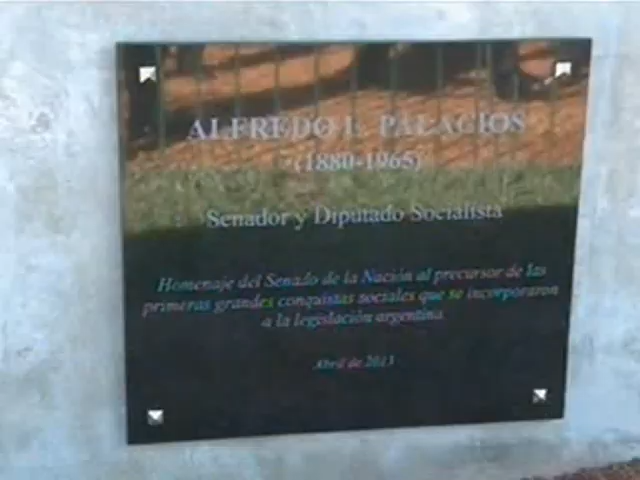 ALFREDO L. PALACIOS
(1880-1965)
Senador y Diputado Socialista
Homenaje del Senado de la Nación al precursor de las
primeras grandes conquistas sociales que se incorporaron
a la legislación argentina.
Abril de 2013